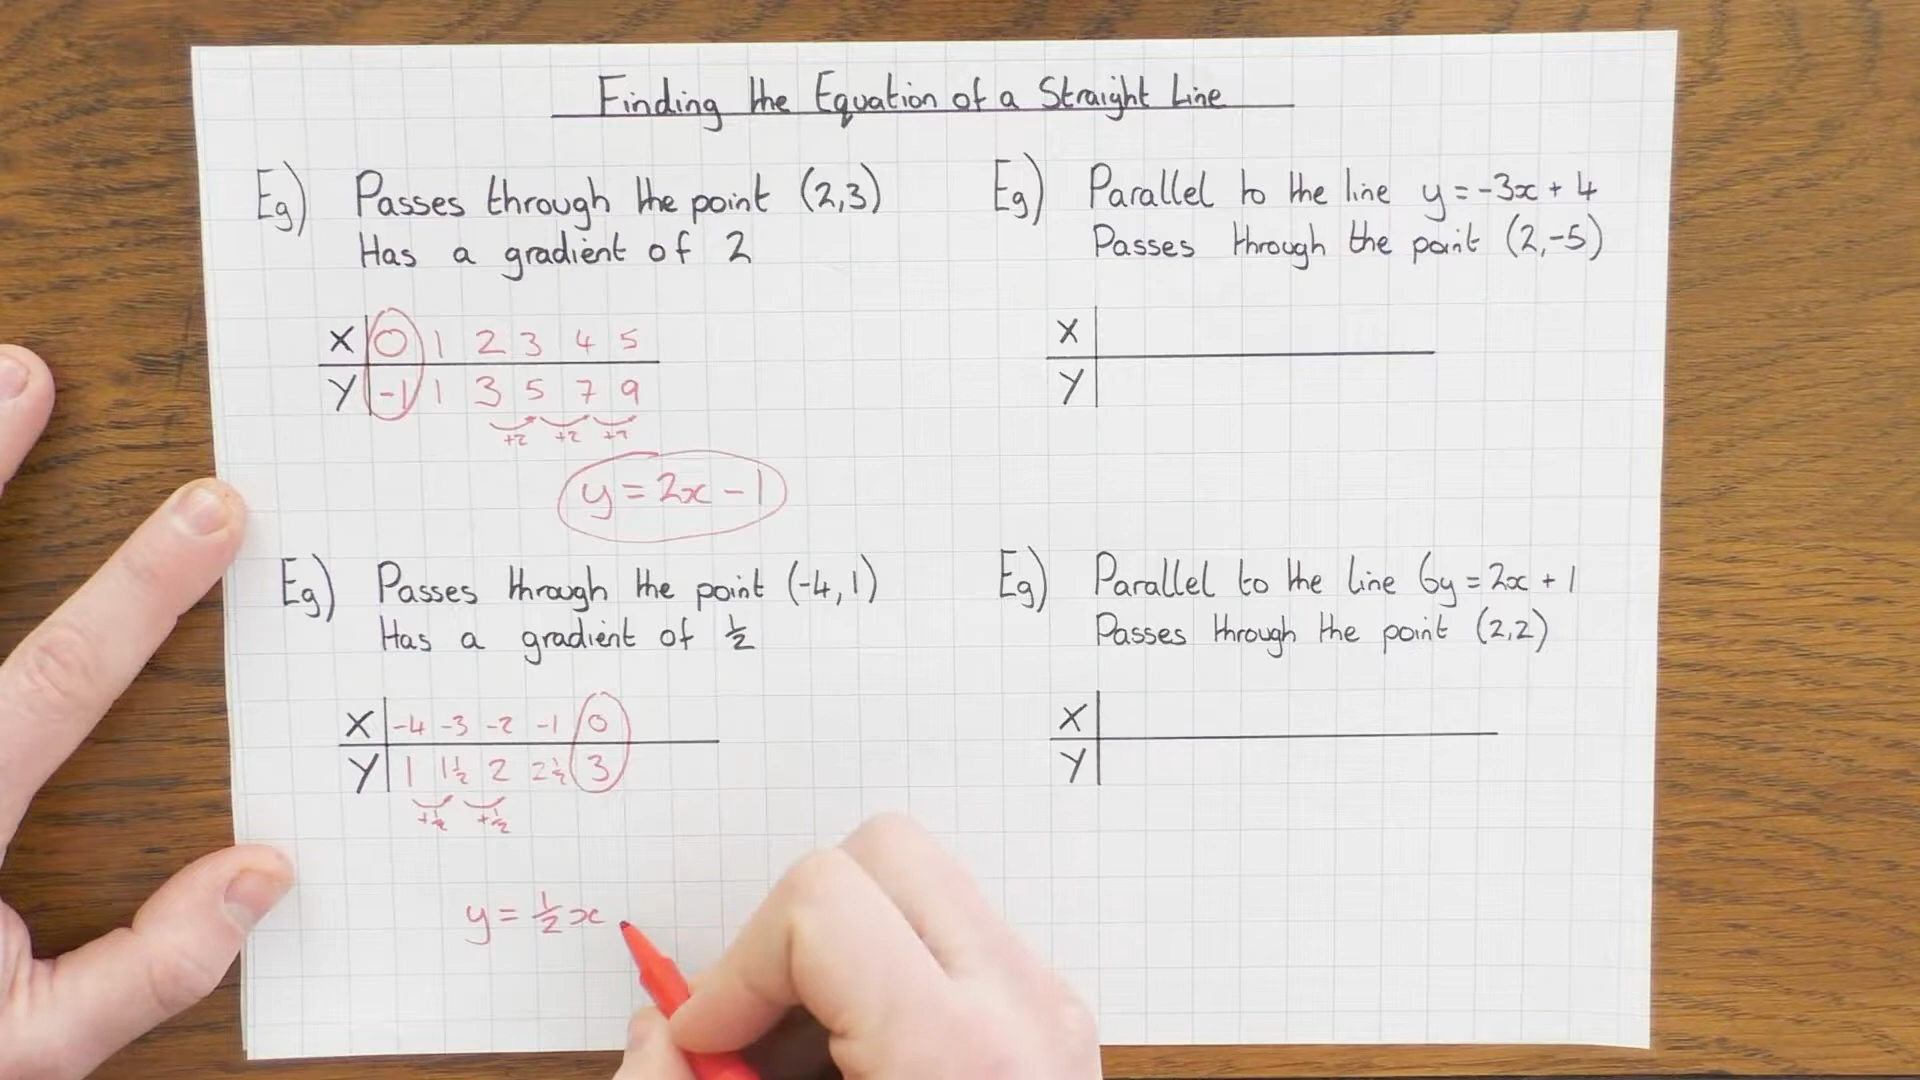 Finding the Equation of a Straight Line
Eg) Passes through the point (2,3)
Has a gradient of 2
X 0 1 2 3 4 5
Y -1 1 3 5 7 9
+2 +2 +2
y = 2x - 1
Eg) Passes through the point (-4,1)
Has a gradient of ½
X -4 -3 -2 -1 0
Y 1 1½ 2 2½ 3
+½ +½
y = ½x
Eg) Parallel to the line y = -3x + 4
Passes through the point (2,-5)
X
Y
Eg) Parallel to the line 6y = 2x + 1
Passes through the point (2,2)
X
Y